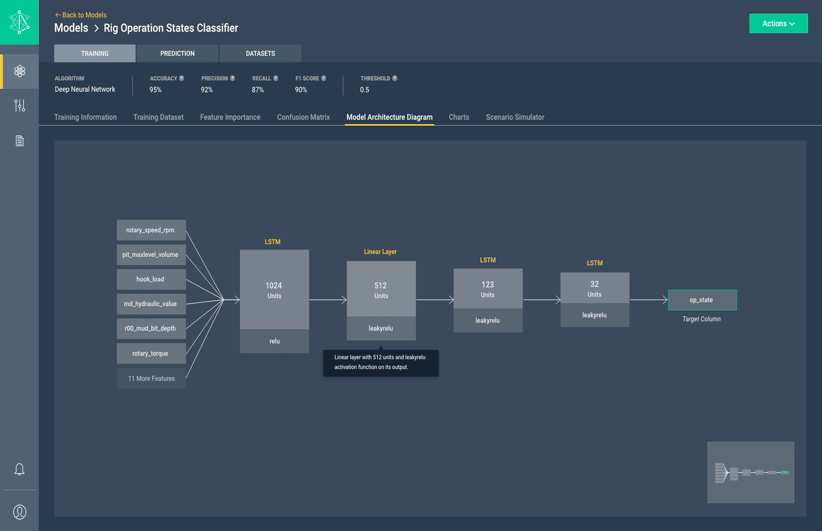 Back to Models
Models > Rig Operation States Classifier
Actions
TRAINING
PREDICTION
DATASETS
ALGORITHM
Deep Neural Network
ACCURACY ?
95%
PRECISION ?
92%
RECALL ?
87%
F1 SCORE ?
90%
THRESHOLD ?
0.5
Training Information
Training Dataset
Feature Importance
Confusion Matrix
Model Architecture Diagram
Charts
Scenario Simulator
rotary_speed_rpm
pit_maxlevel_volume
hook_load
md_hydraulic_value
r00_mud_bit_depth
rotary_torque
11 More Features
LSTM
1024
Units
relu
Linear Layer
512
Units
leakyrelu
Linear layer with 512 units and leakyrelu
activation function on its output.
LSTM
123
Units
leakyrelu
LSTM
32
Units
leakyrelu
op_state
Target Column